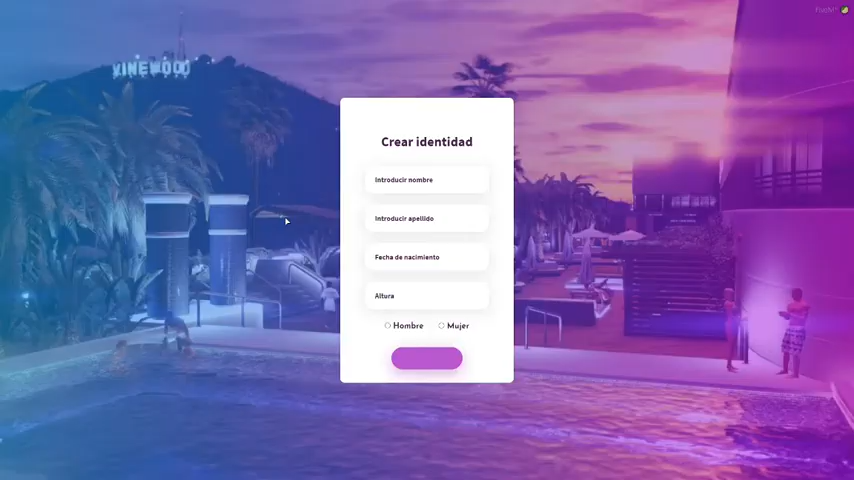 VINEWOOD
Crear identidad
Introducir nombre
Introducir apellido
Fecha de nacimiento
Altura
Hombre
Mujer